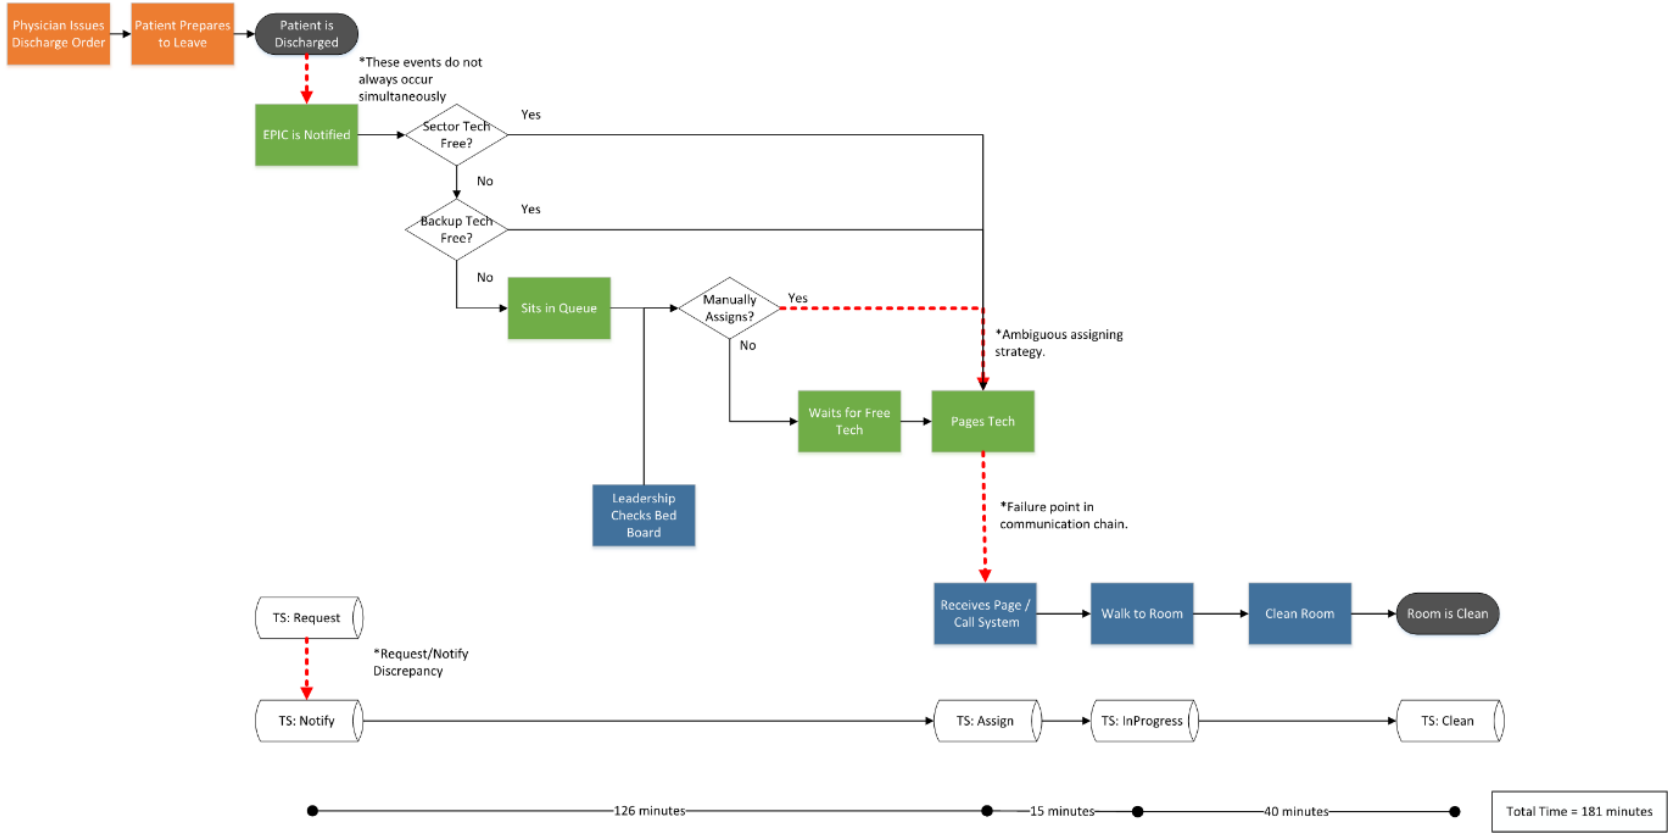 Physician Issues
Discharge Order
Patient Prepares
to Leave
Patient is
Discharged
*These events do not
always occur
simultaneously
EPIC is Notified
Sector Tech
Free?
Yes
No
Backup Tech
Free?
Yes
No
Sits in Queue
Manually
Assigns?
Yes
No
*Ambiguous assigning
strategy.
Waits for Free
Tech
Pages Tech
Leadership
Checks Bed
Board
*Failure point in
communication chain.
Receives Page /
Call System
Walk to Room
Clean Room
Room is Clean
TS: Request
*Request/Notify
Discrepancy
TS: Notify
TS: Assign
TS: InProgress
TS: Clean
126 minutes
15 minutes
40 minutes
Total Time = 181 minutes